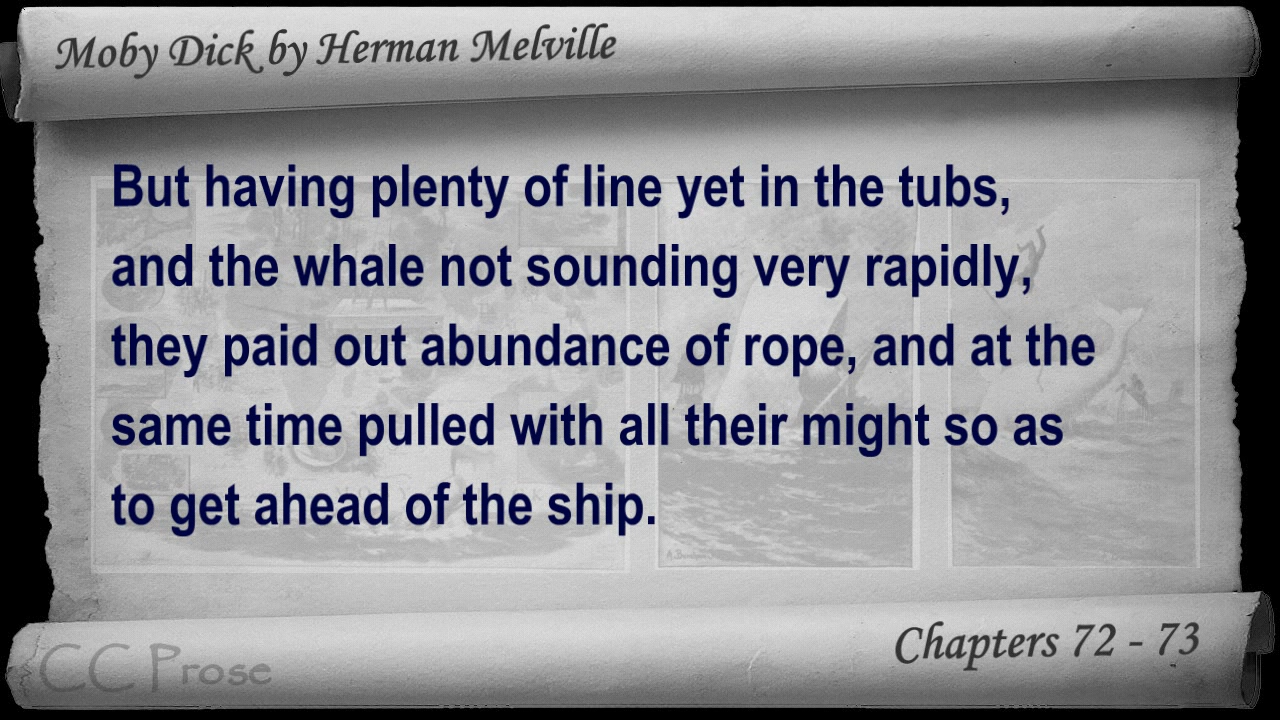 Moby Dick by Herman Melville
But having plenty of line yet in the tubs,
and the whale not sounding very rapidly,
they paid out abundance of rope, and at the
same time pulled with all their might so as
to get ahead of the ship.
Chapters 72 - 73
CC Prose